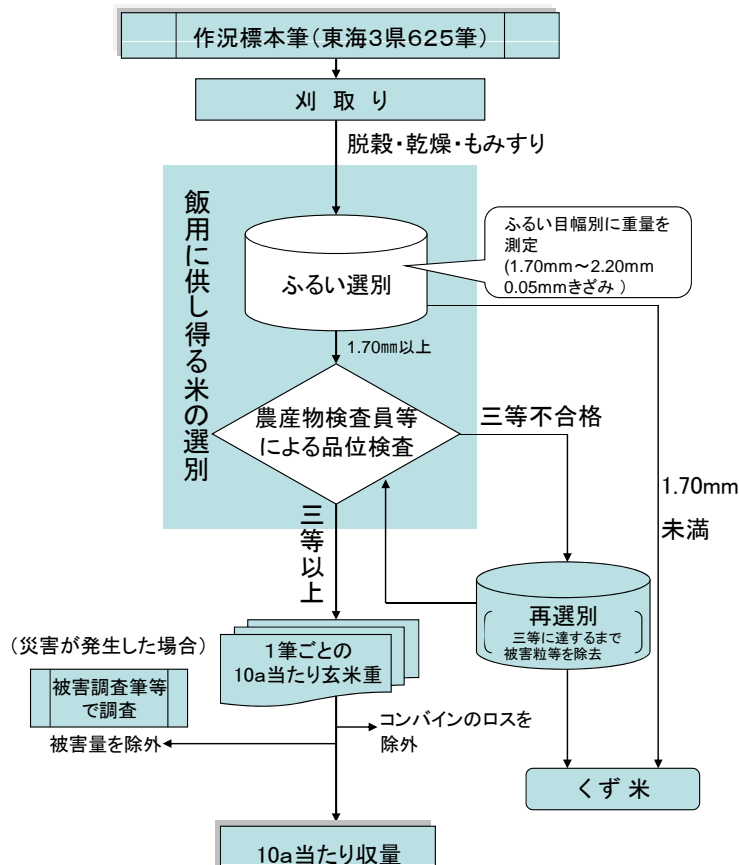 作況標本筆(東海3県625筆)
刈 取 り
脱穀・乾燥・もみすり
飯用に供し得る米の選別
ふるい目幅別に重量を
測定
(1.70mm～2.20mm
0.05mmきざみ )
ふるい選別
1.70㎜以上
農産物検査員等
による品位検査
三等不合格
1.70mm
未満
三等以上
再選別
三等に達するまで
被害粒等を除去
(災害が発生した場合)
1筆ごとの
10a当たり玄米重
被害調査筆等
で調査
コンバインのロスを
除外
被害量を除外
くず 米
10a当たり収量